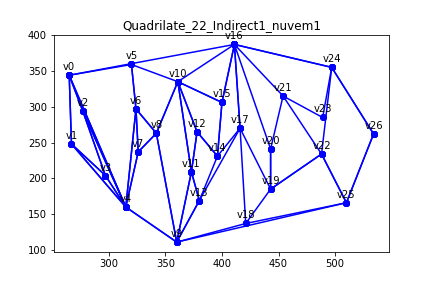 Quadrilate_22_Indirect1_nuvem1
400
350
300
250
200
150
100
300
350
400
450
500
v16
v0
v5
v24
v10
v21
v15
v2
v6
v23
v12
v17
v8
v26
v1
v7
v14
v20
v22
v3
v11
v19
v4
v13
v25
v18
v9